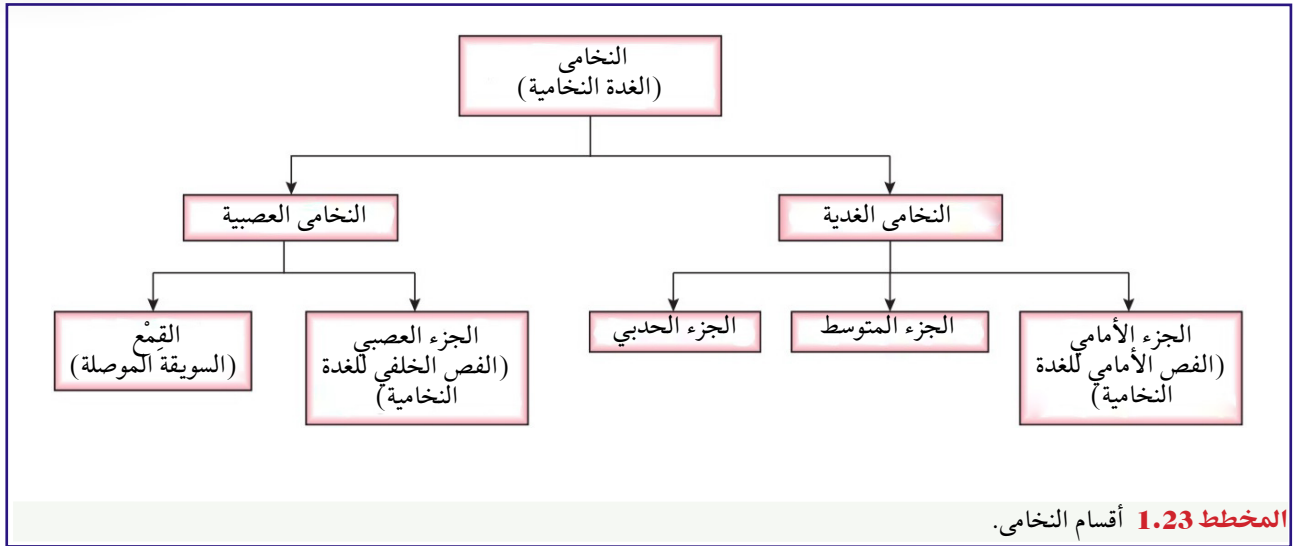 النخامى
(الغدة النخامية)
النخامى الغدية
النخامى العصبية
الجزء الأمامي
(الفص الأمامي للغدة
النخامية)
الجزء المتوسط
الجزء الحدبي
الجزء العصبي
(الفص الخلفي للغدة
النخامية)
القِمْع
(السويقة الموصلة)
المخطط 1.23 أقسام النخامى.